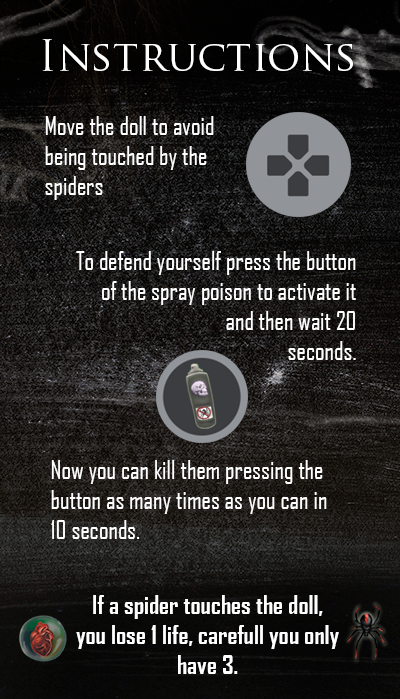 Instructions
Move the doll to avoid
being touched by the
spiders
To defend yourself press the button
of the spray poison to activate it
and then wait 20
seconds.
Now you can kill them pressing the
button as many times as you can in
10 seconds.
If a spider touches the doll,
you lose 1 life, carefull you only
have 3.